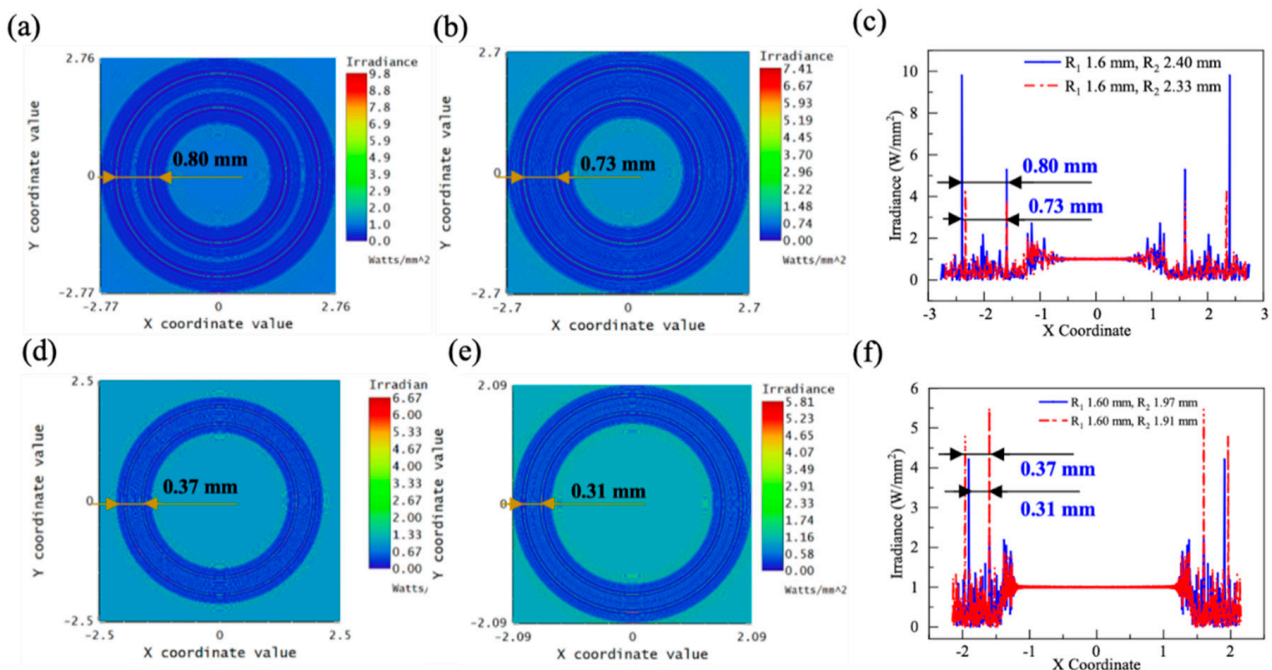 (a)
2.76
Y coordinate value
0
-2.77
-2.77
0
2.76
X coordinate value
0.80 mm
Irradiance
9.8
8.8
7.8
6.9
5.9
4.9
3.9
2.9
2.0
1.0
0.0
Watts/mm^2
(b)
2.7
Y coordinate value
0
-2.7
-2.7
0
2.7
X coordinate value
0.73 mm
Irradiance
7.41
6.67
5.93
5.19
4.45
3.71
2.96
2.22
1.48
0.74
0.00
Watts/mm^2
(c)
Irradiance (W/mm²)
10
8
6
4
2
0
R₁ 1.6 mm, R₂ 2.40 mm
R₁ 1.6 mm, R₂ 2.33 mm
0.80 mm
0.73 mm
-3 -2 -1 0 1 2 3
X Coordinate
(d)
2.5
Y coordinate value
0
-2.5
-2.5
0
2.5
X coordinate value
0.37 mm
Irradian
6.67
6.00
5.33
4.67
4.00
3.33
2.67
2.00
1.33
0.67
0.00
Watts/
(e)
2.09
Y coordinate value
0
-2.09
-2.09
0
2.09
X coordinate value
0.31 mm
Irradiance
5.81
5.23
4.65
4.07
3.49
2.91
2.33
1.74
1.16
0.58
0.00
Watts/mm^2
(f)
Irradiance (W/mm²)
6
5
4
3
2
1
0
R₁ 1.60 mm, R₂ 1.97 mm
R₁ 1.60 mm, R₂ 1.91 mm
0.37 mm
0.31 mm
-2 -1 0 1 2
X Coordinate